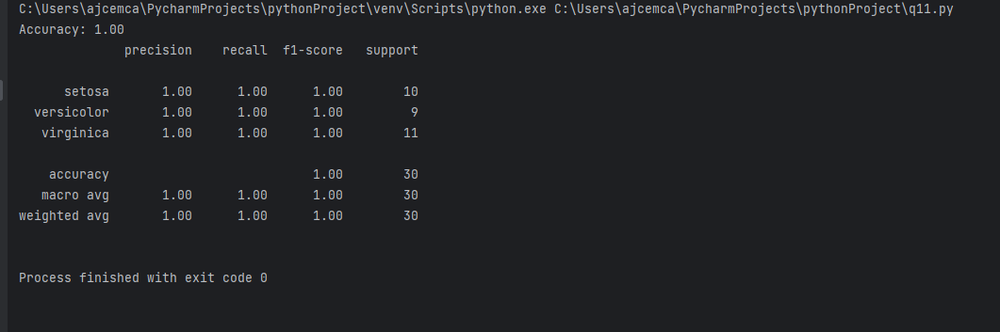 C:\Users\ajcemca\PycharmProjects\pythonProject\venv\Scripts\python.exe C:\Users\ajcemca\PycharmProjects\pythonProject\q11.py
Accuracy: 1.00
              precision    recall  f1-score   support

      setosa       1.00      1.00      1.00        10
  versicolor       1.00      1.00      1.00         9
   virginica       1.00      1.00      1.00        11

    accuracy                           1.00        30
   macro avg       1.00      1.00      1.00        30
weighted avg       1.00      1.00      1.00        30


Process finished with exit code 0